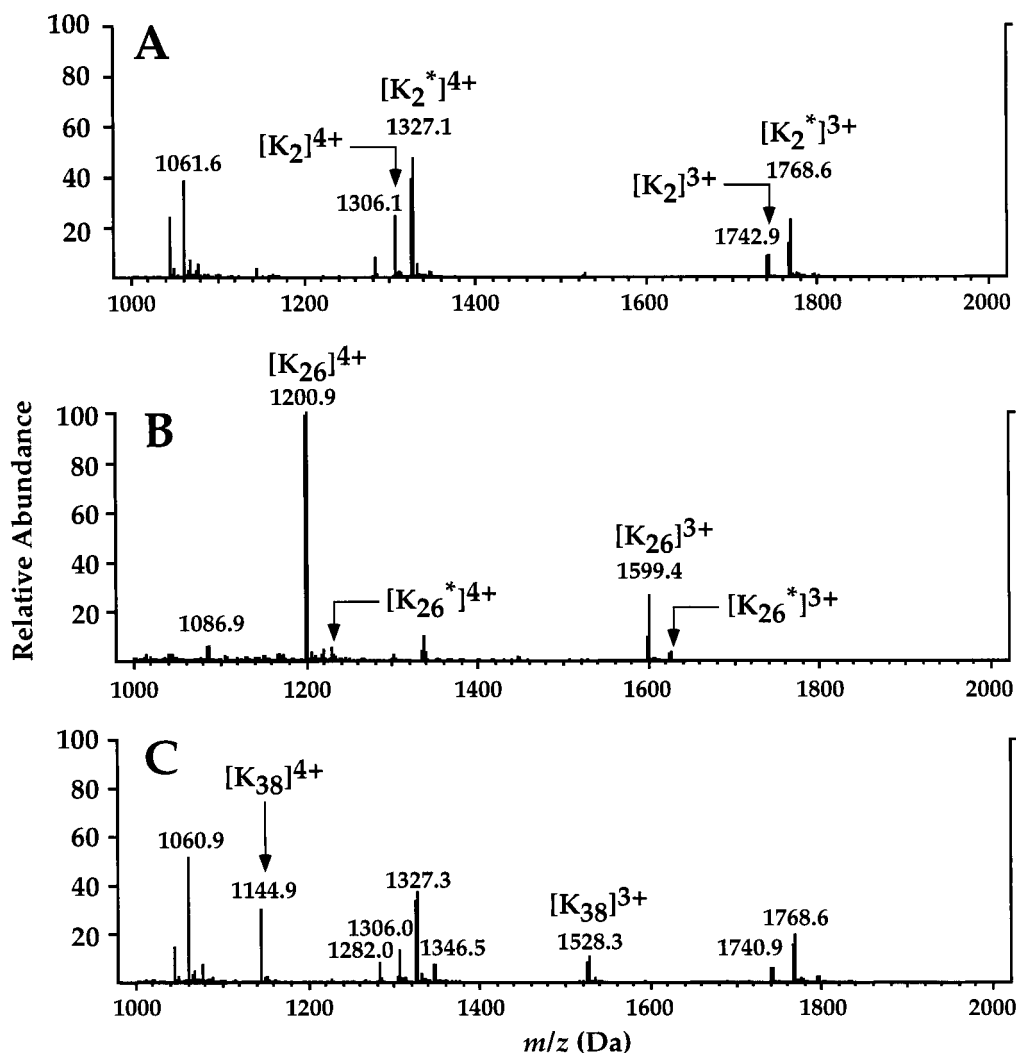 A
100
80
60
40
20
[K2]4+
1061.6
1306.1
[K2*]4+
1327.1
[K2]3+
1742.9
[K2*]3+
1768.6
1000 1200 1400 1600 1800 2000
B
100
80
60
40
20
[K26]4+
1200.9
1086.9
[K26*]4+
[K26]3+
1599.4
[K26*]3+
1000 1200 1400 1600 1800 2000
Relative Abundance
C
100
80
60
40
20
[K38]4+
1060.9
1144.9
1327.3
1306.0
1282.0
1346.5
[K38]3+
1528.3
1768.6
1740.9
1000 1200 1400 1600 1800 2000
m/z (Da)